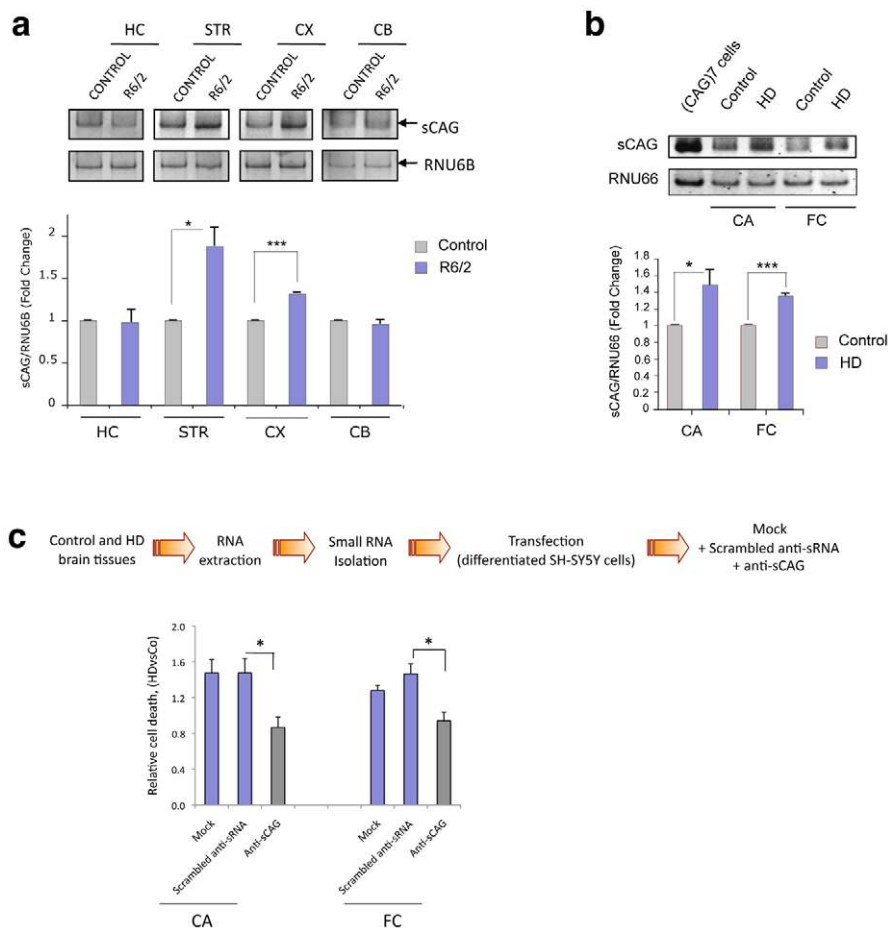 a
HC STR CX CB
CONTROL R6/2 CONTROL R6/2 CONTROL R6/2 CONTROL R6/2
sCAG
RNU6B
sCAG/RNU6B (Fold Change)
2
1.5
1
0.5
0
* ***
Control
R6/2
HC STR CX CB
b
(CAG)7 cells Control HD Control HD
sCAG
RNU66
CA FC
sCAG/RNU66 (Fold Change)
1.8
1.6
1.4
1.2
1
0.8
0.6
0.4
0.2
0
* ***
Control
HD
CA FC
c
Control and HD
brain tissues
RNA
extraction
Small RNA
Isolation
Transfection
(differentiated SH-SY5Y cells)
Mock
+ Scrambled anti-sRNA
+ anti-sCAG
Relative cell death, (HDvsCo)
2.0
1.6
1.2
0.8
0.4
0.0
* *
Mock Scrambled anti-sRNA Anti-sCAG Mock Scrambled anti-sRNA Anti-sCAG
CA FC